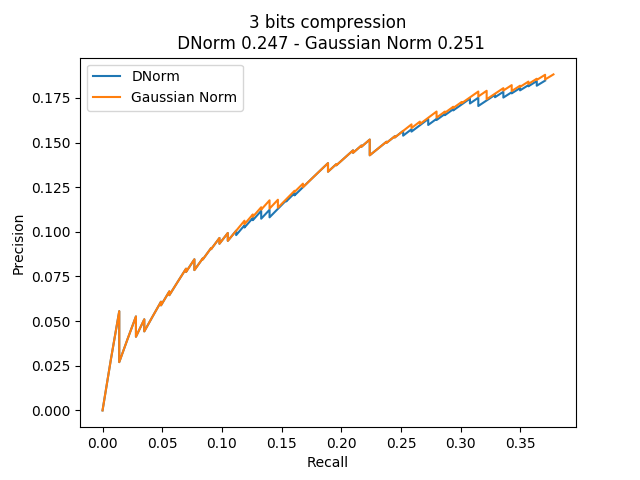 3 bits compression
DNorm 0.247 - Gaussian Norm 0.251
DNorm
Gaussian Norm
0.175
0.150
0.125
0.100
0.075
0.050
0.025
0.000
Precision
0.00 0.05 0.10 0.15 0.20 0.25 0.30 0.35
Recall